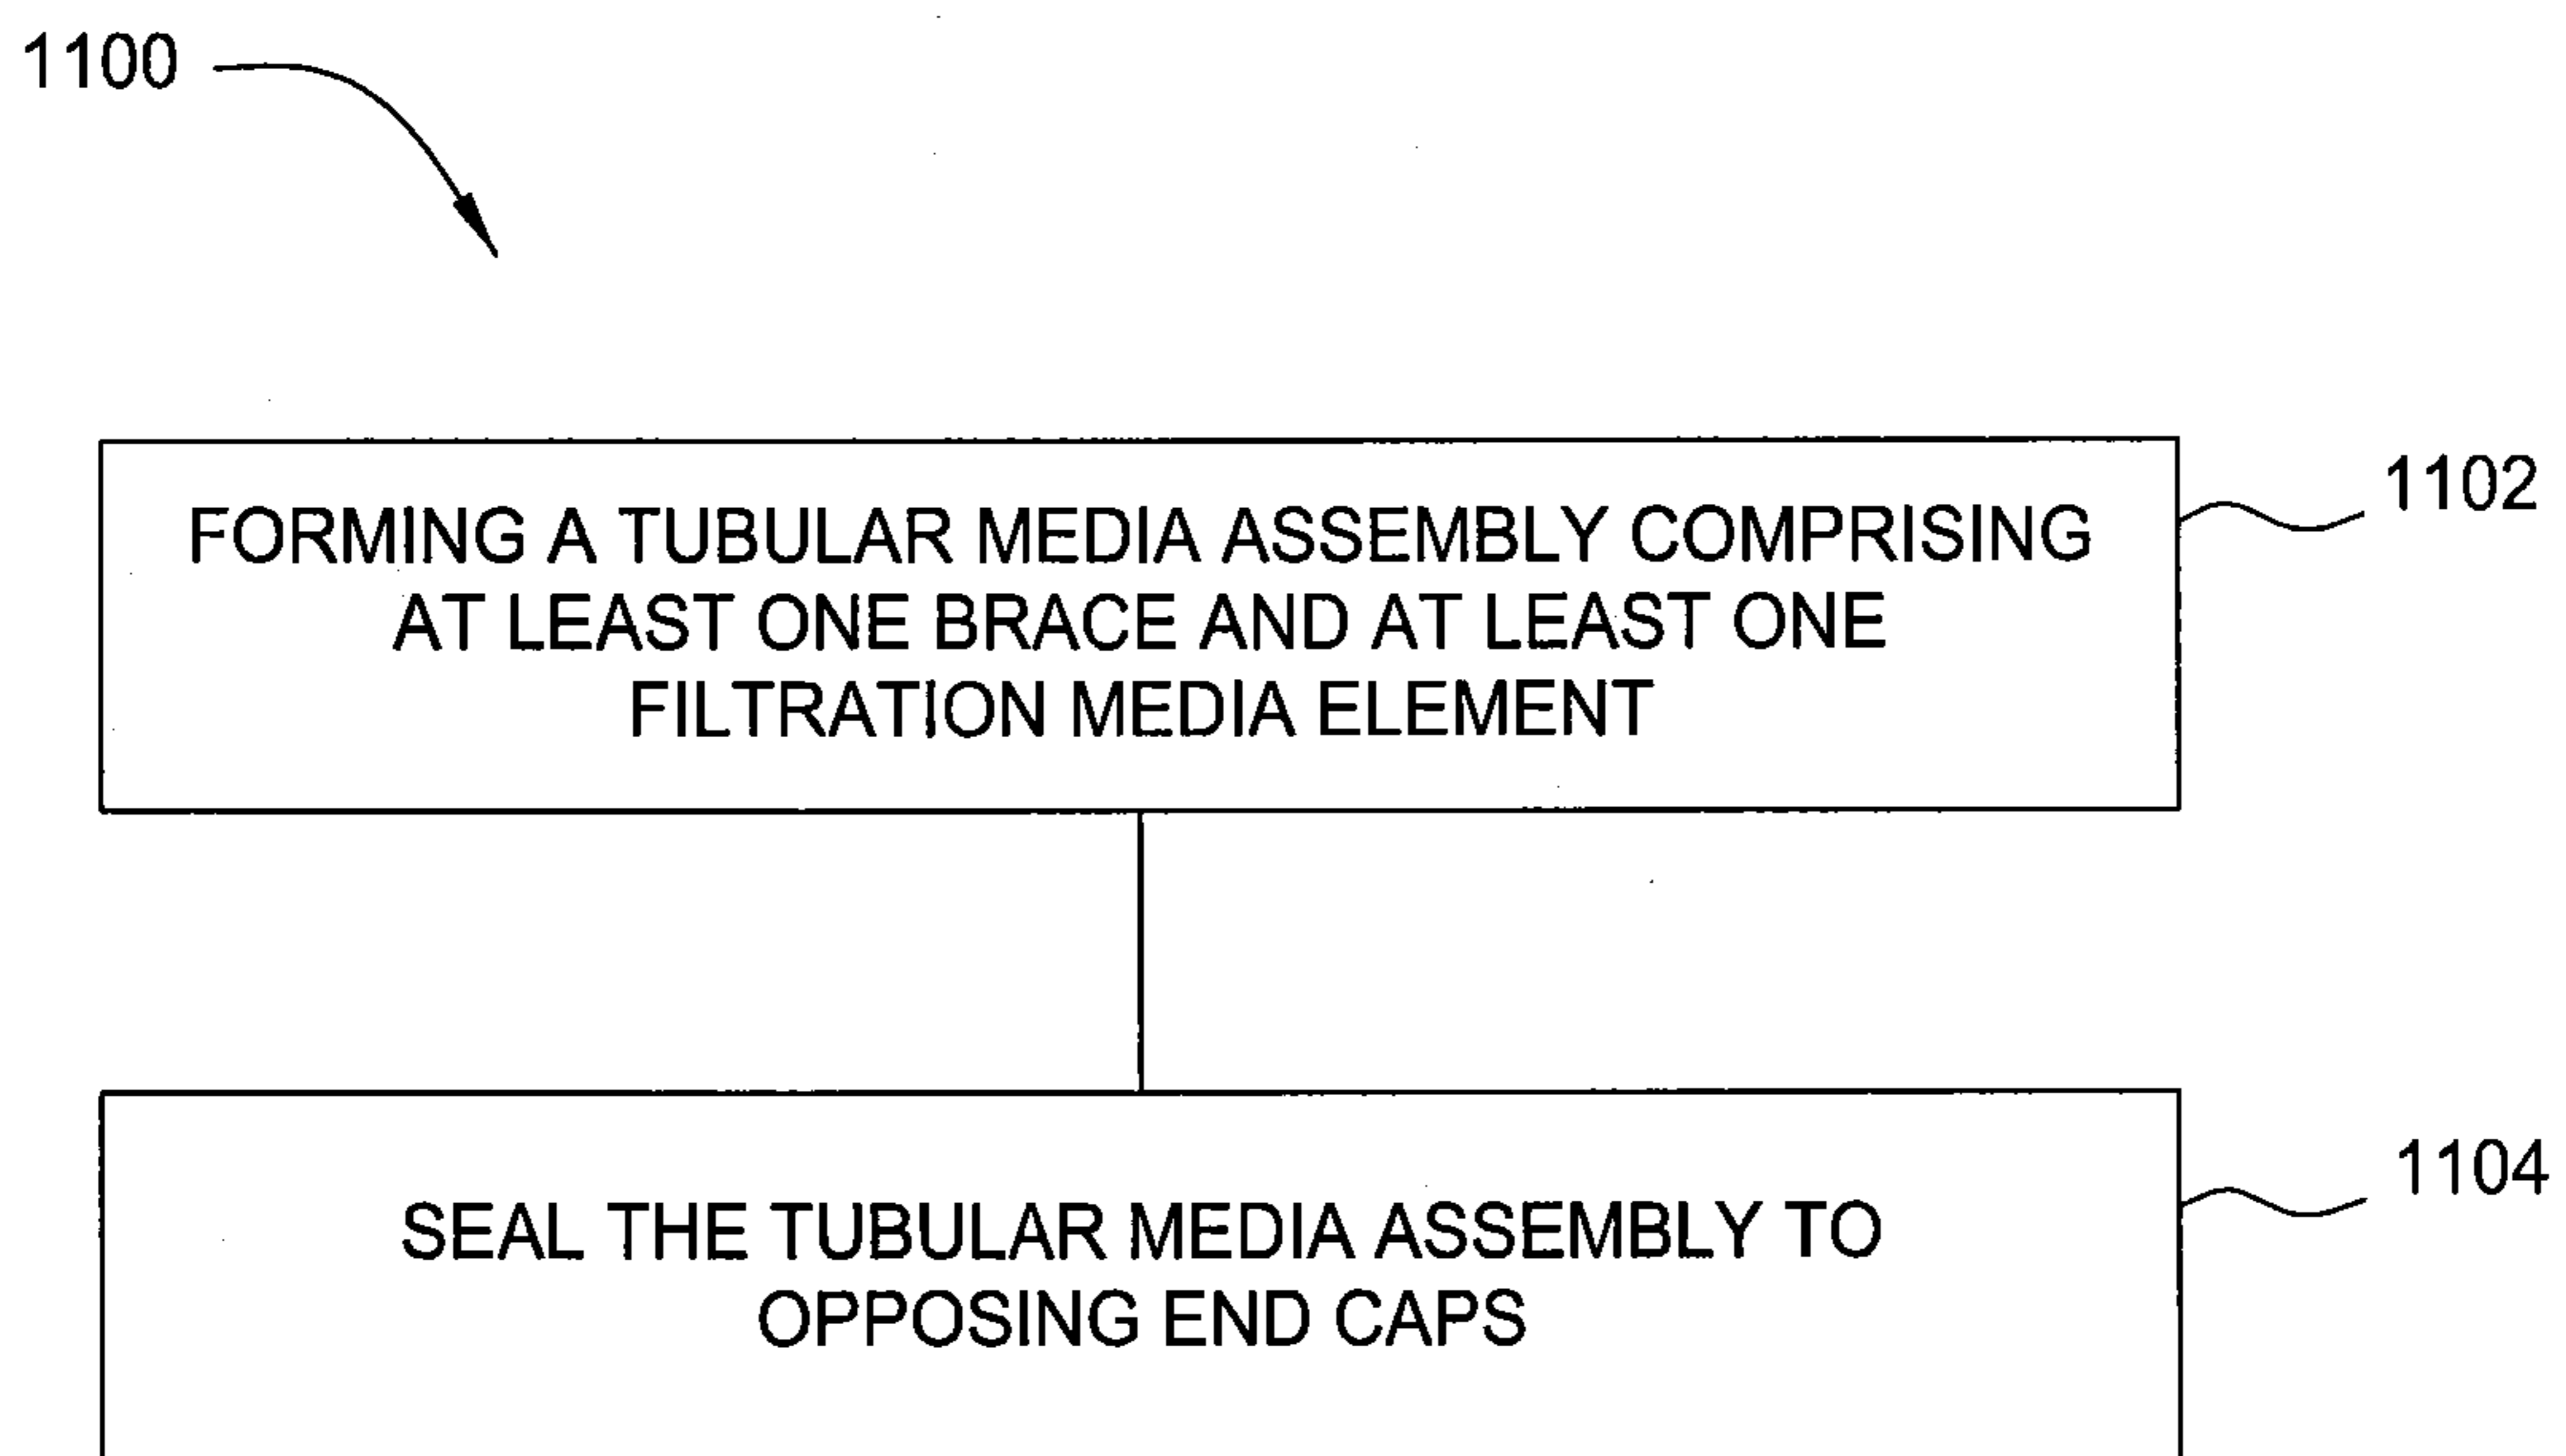 1100
FORMING A TUBULAR MEDIA ASSEMBLY COMPRISING
AT LEAST ONE BRACE AND AT LEAST ONE
FILTRATION MEDIA ELEMENT
1102
SEAL THE TUBULAR MEDIA ASSEMBLY TO
OPPOSING END CAPS
1104